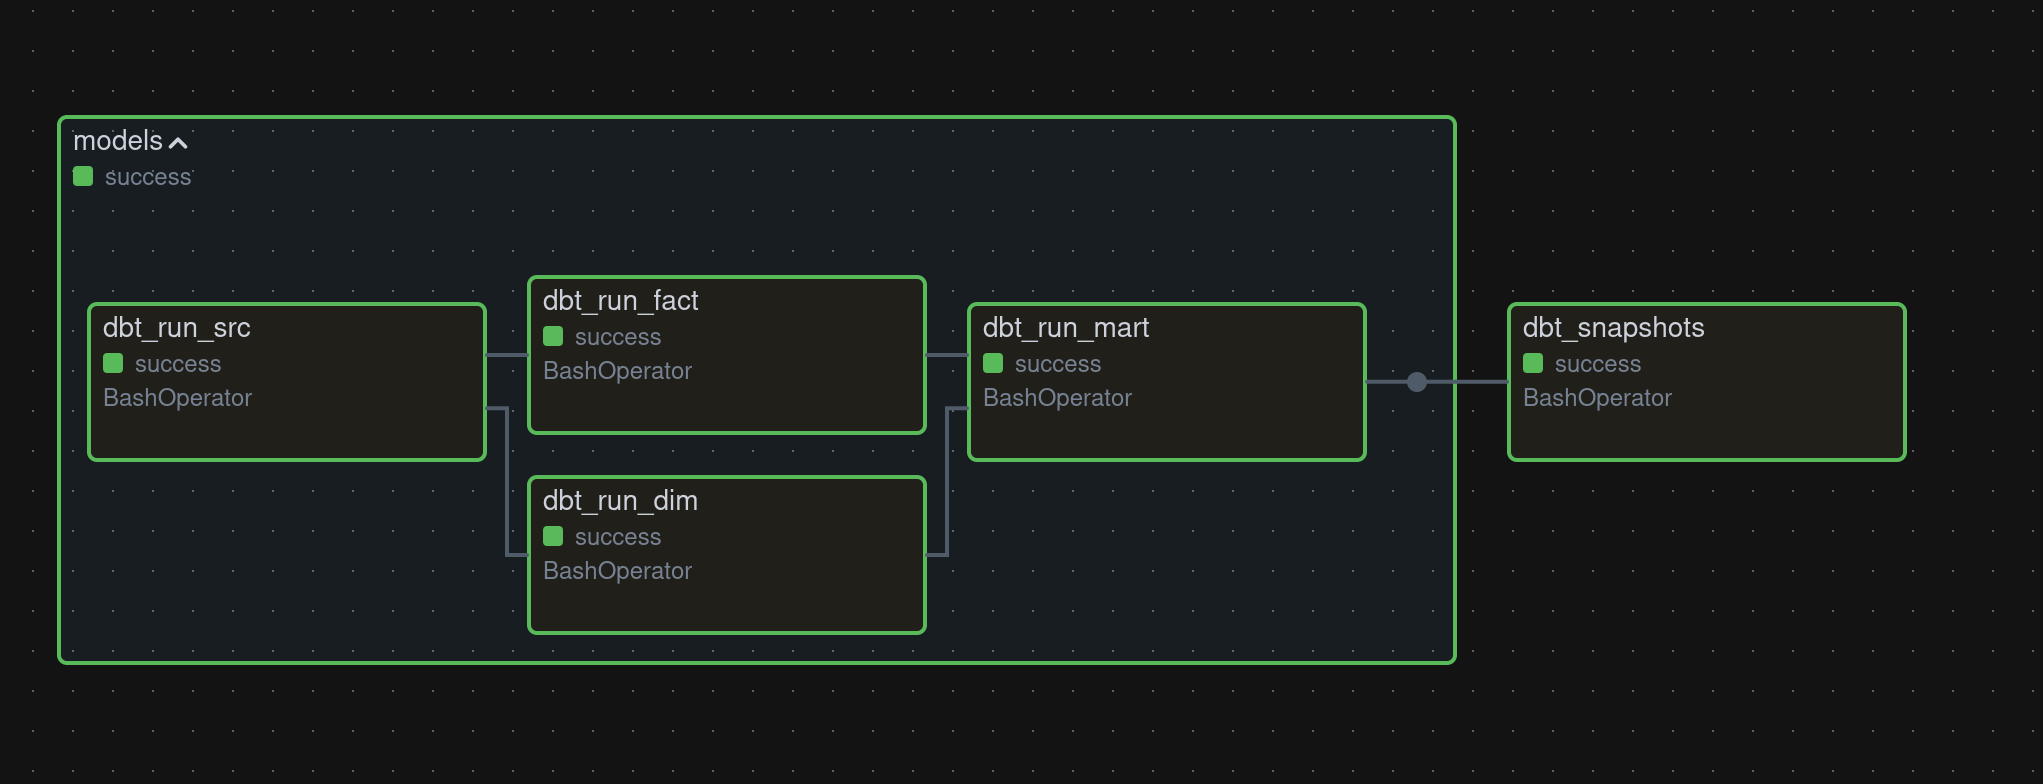 models
success
dbt_run_src
success
BashOperator
dbt_run_fact
success
BashOperator
dbt_run_dim
success
BashOperator
dbt_run_mart
success
BashOperator
dbt_snapshots
success
BashOperator